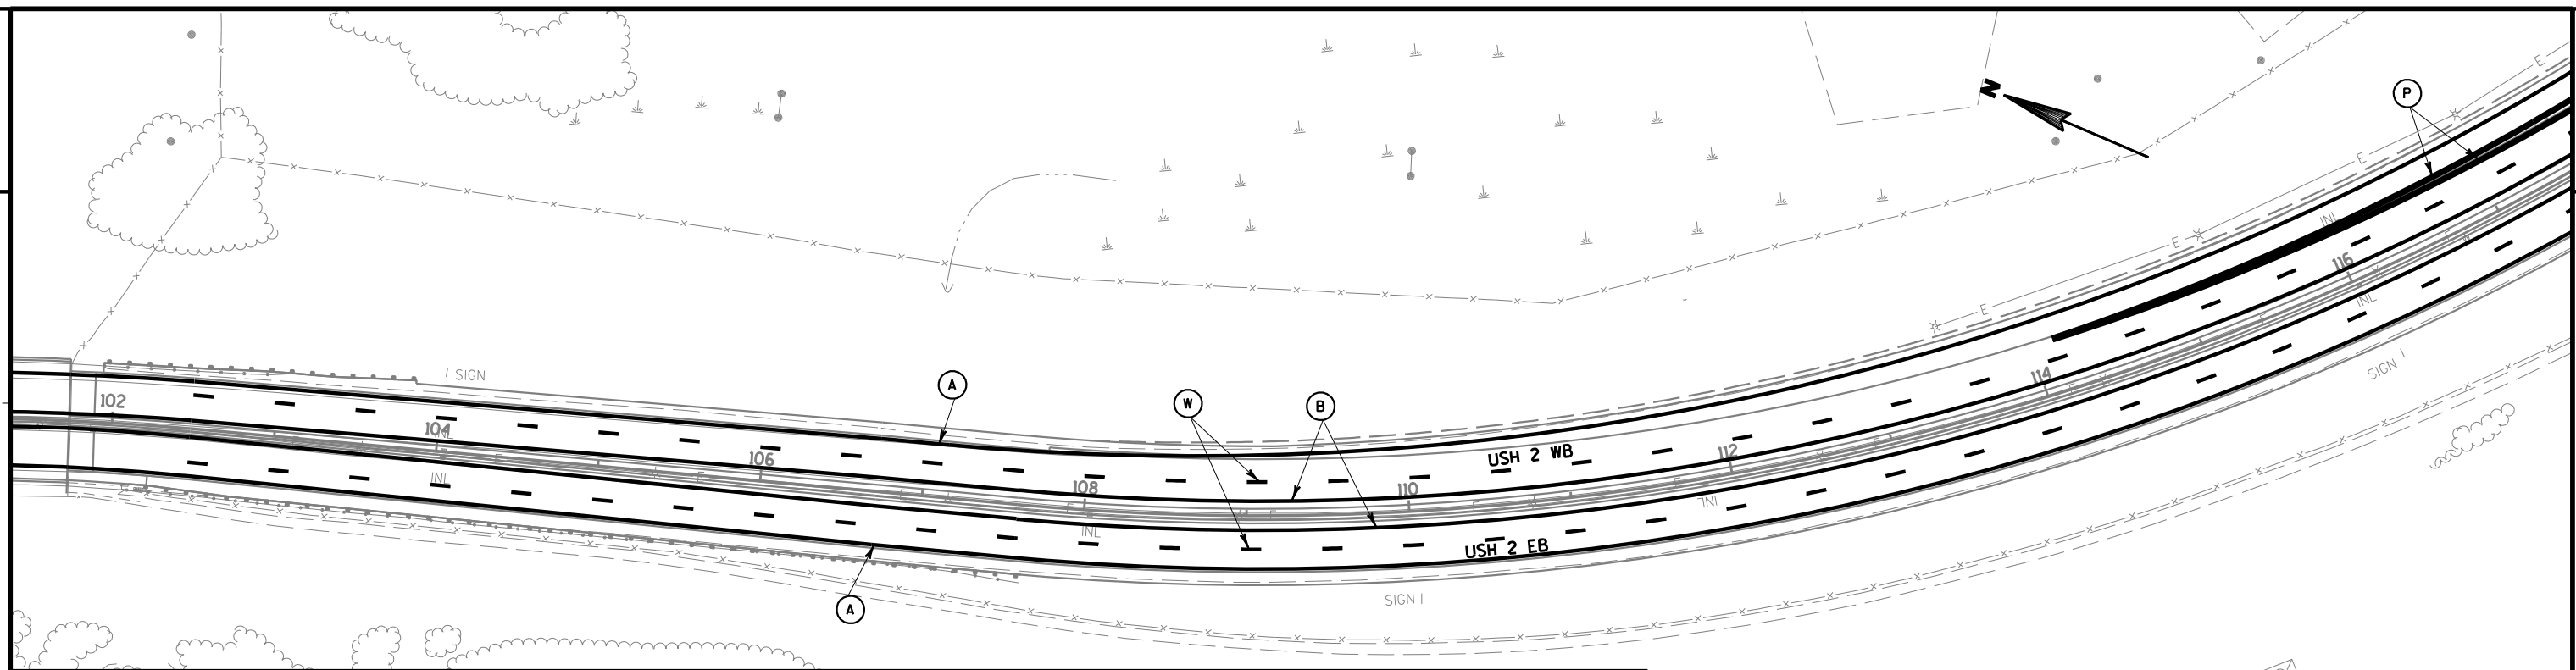 N
P
E
E
E
E
INL
116
INL
114
SIGN
SIGN
A
W
B
102
104
INL
106
INL
108
INL
110
USH 2 WB
112
INL
USH 2 EB
A
SIGN